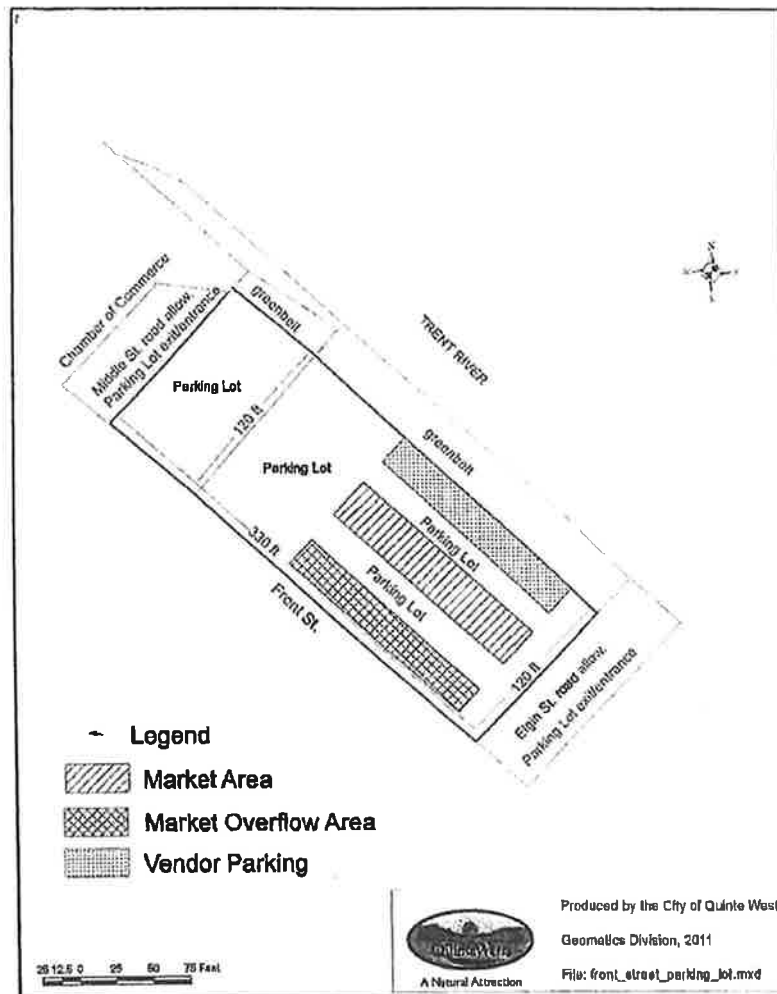 Chamber of Commerce
Middle St. road allow.
Parking Lot exit/entrance
greenbelt
TRENT RIVER
Parking Lot
120 ft
greenbelt
Parking Lot
Parking Lot
Parking Lot
330 ft
Front St.
120 ft
Elgin St. road allow.
Parking Lot exit/entrance
N
Legend
Market Area
Market Overflow Area
Vendor Parking
25 12.5 0 25 50 75 Feet
Quinte West
A Natural Attraction
Produced by the City of Quinte West
Geomatics Division, 2011
File: front_street_parking_lot.mxd